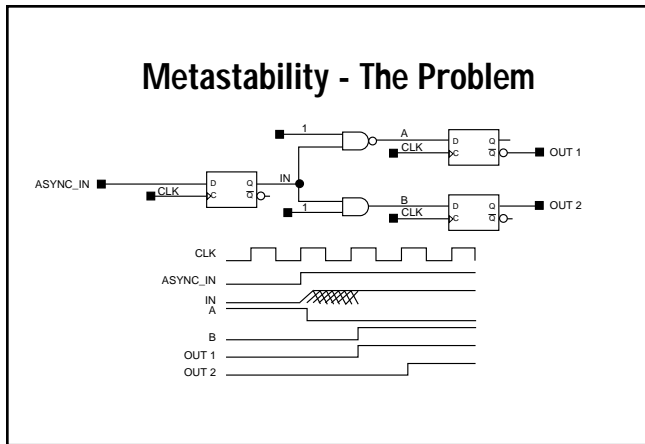 Metastability - The Problem
1
A
D
Q
CLK
C
Q
OUT 1
IN
ASYNC_IN
D
Q
CLK
C
Q
B
D
Q
OUT 2
1
CLK
C
Q
CLK
ASYNC_IN
IN
A
B
OUT 1
OUT 2